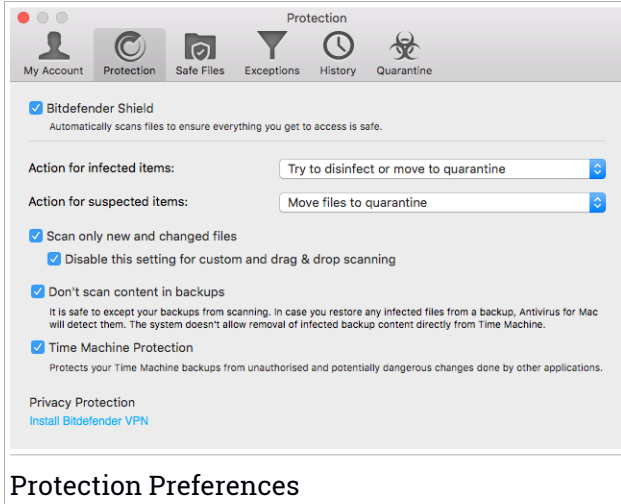 Protection
My Account Protection Safe Files Exceptions History Quarantine
Bitdefender Shield
Automatically scans files to ensure everything you get to access is safe.
Action for infected items: Try to disinfect or move to quarantine
Action for suspected items: Move files to quarantine
Scan only new and changed files
Disable this setting for custom and drag & drop scanning
Don't scan content in backups
It is safe to except your backups from scanning. In case you restore any infected files from a backup, Antivirus for Mac
will detect them. The system doesn't allow removal of infected backup content directly from Time Machine.
Time Machine Protection
Protects your Time Machine backups from unauthorised and potentially dangerous changes done by other applications.
Privacy Protection
Install Bitdefender VPN
Protection Preferences